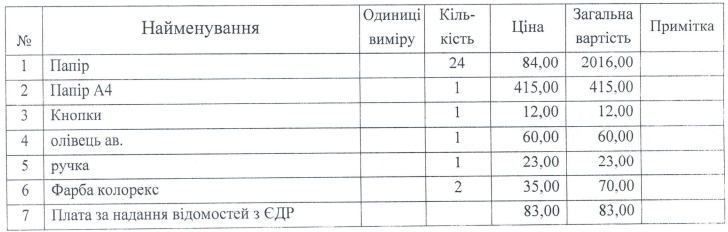 № Найменування Одиниці виміру Кіль-кість Ціна Загальна вартість Примітка
1 Папір 24 84,00 2016,00
2 Папір А4 1 415,00 415,00
3 Кнопки 1 12,00 12,00
4 олівець ав. 1 60,00 60,00
5 ручка 1 23,00 23,00
6 Фарба колорекс 2 35,00 70,00
7 Плата за надання відомостей з ЄДР 83,00 83,00